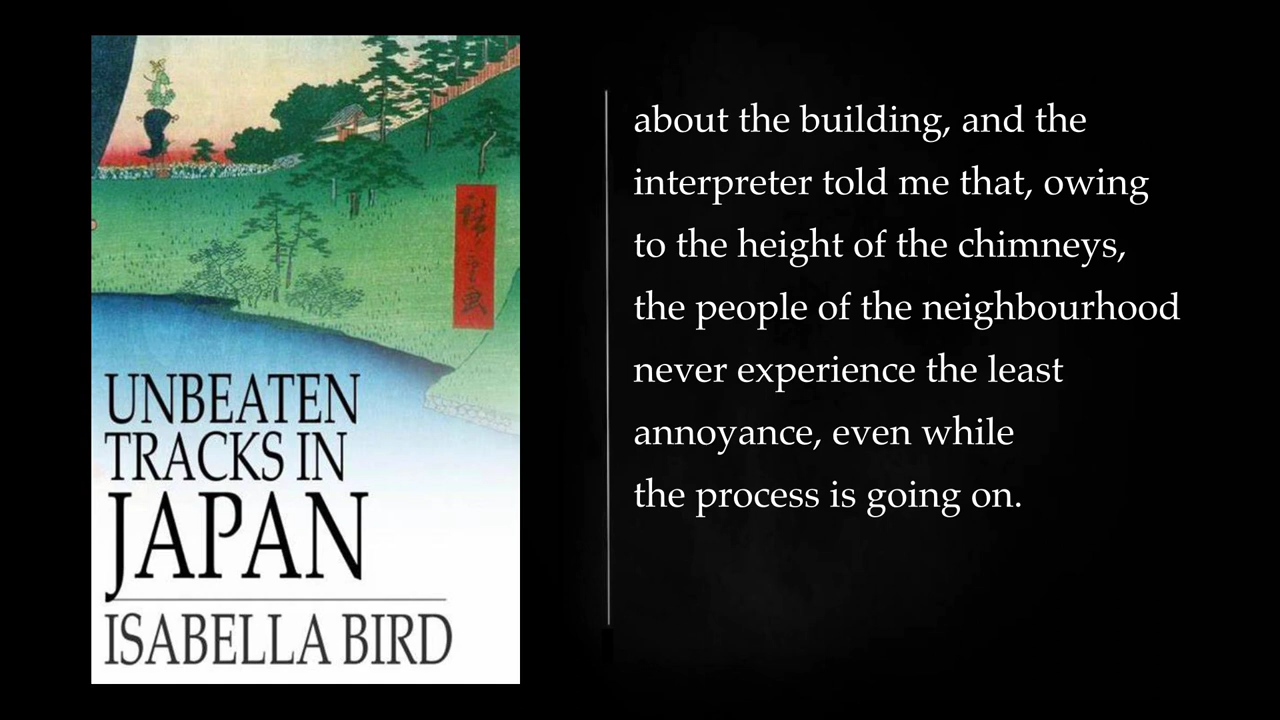 UNBEATEN
TRACKS IN
JAPAN
ISABELLA BIRD
about the building, and the
interpreter told me that, owing
to the height of the chimneys,
the people of the neighbourhood
never experience the least
annoyance, even while
the process is going on.